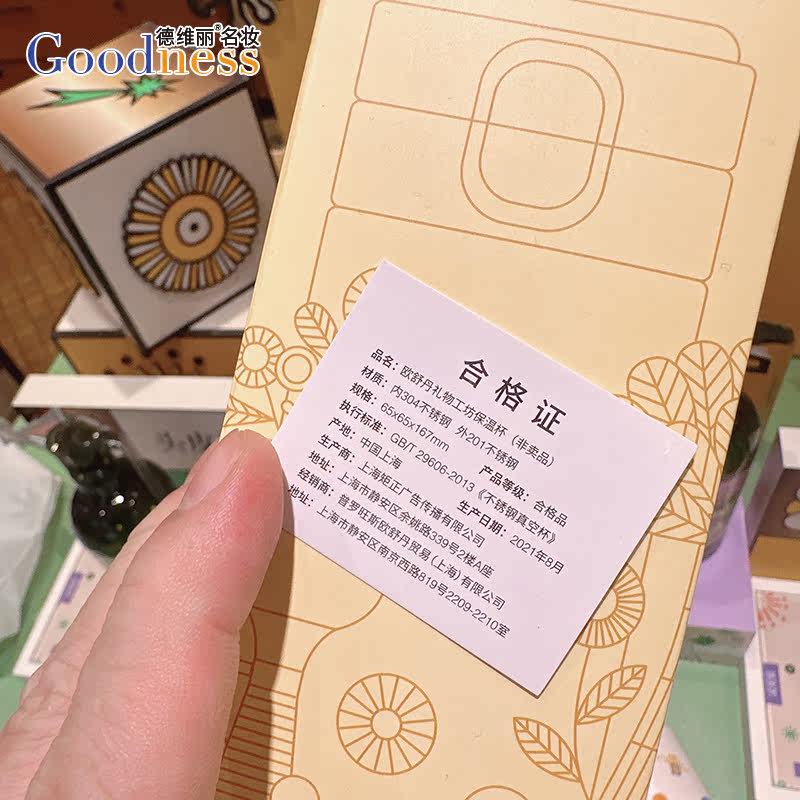 德维丽®名妆
Goodness
合格证
品名：欧舒丹礼物工坊保温杯（非卖品）
材质：内304不锈钢 外201不锈钢
规格：65x65x167mm 产品等级：合格品
执行标准：GB/T 29606-2013《不锈钢真空杯》
产地：中国上海 生产日期：2021年8月
生产商：上海矩正广告传播有限公司
地址：上海市静安区余姚路339号2楼A座
经销商：普罗旺斯欧舒丹贸易(上海)有限公司
地址：上海市静安区南京西路819号2209-2210室